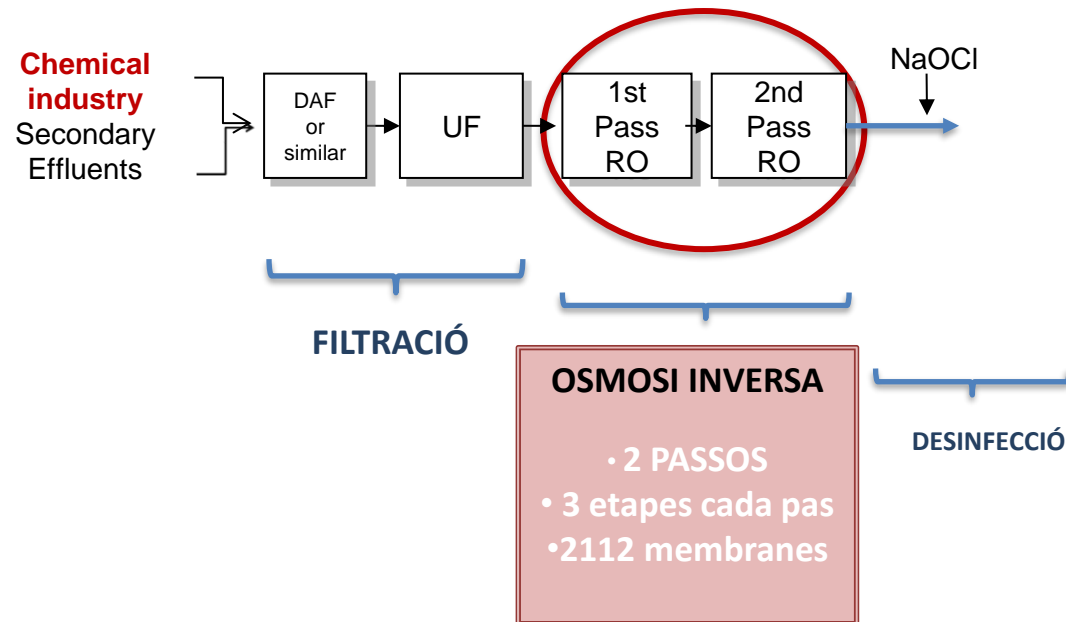 Chemical
industry
Secondary
Effluents
DAF
or
similar
UF
1st
Pass
RO
2nd
Pass
RO
NaOCl
FILTRACIÓ
OSMOSI INVERSA
• 2 PASSOS
• 3 etapes cada pas
•2112 membranes
DESINFECCIÓ